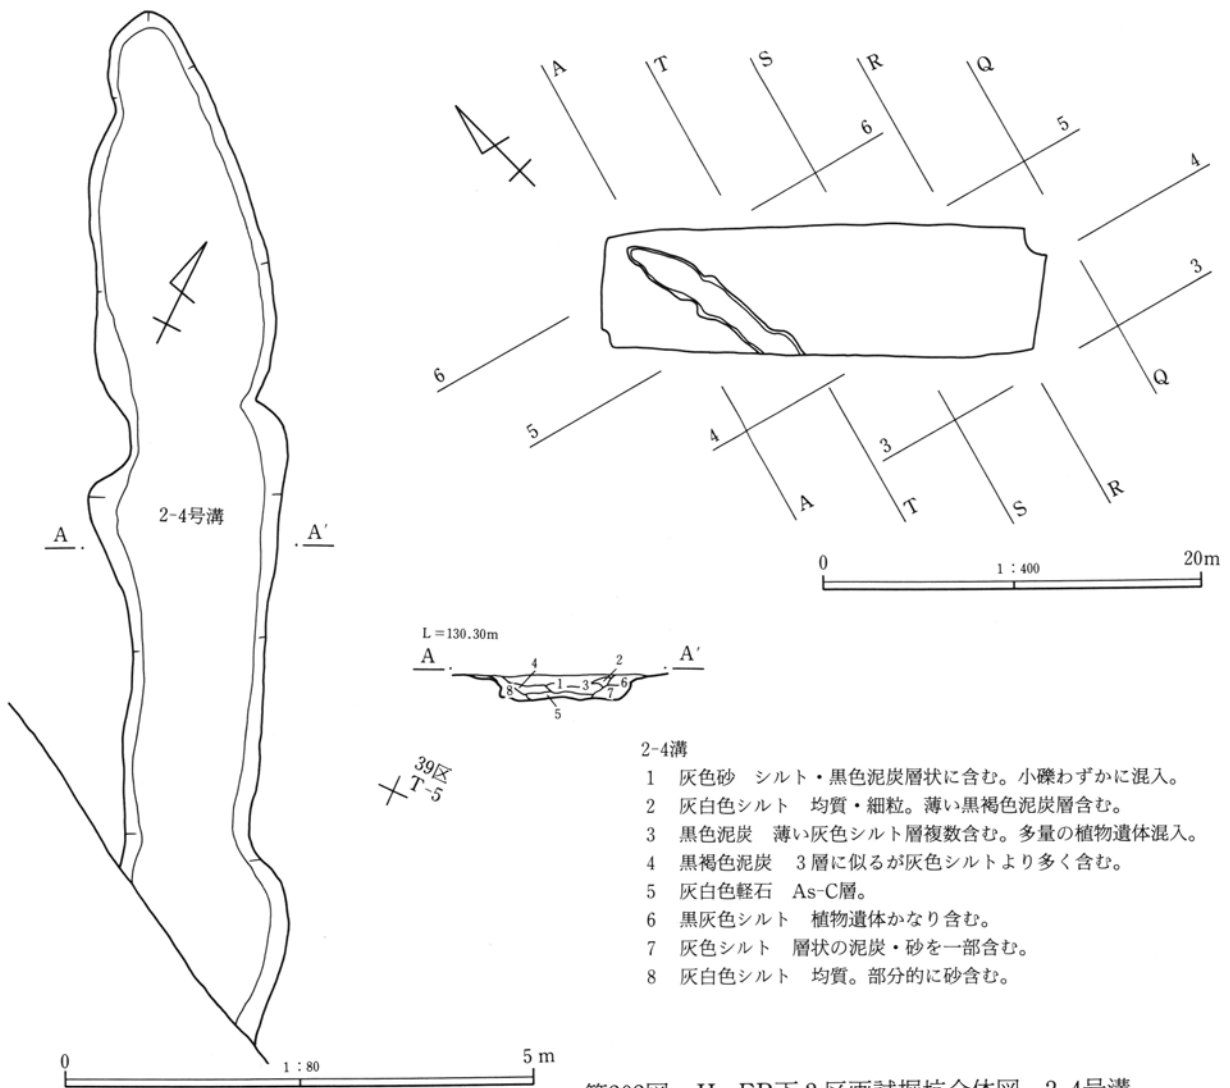 A T S R Q
6 5 4 3
6 5 4 3
A T S R Q
0 1：400 20m
2-4号溝
A A′
L＝130.30m
A A′
4 2
8 1 3 6
7
5
39区
T-5
2-4溝
1 灰色砂　シルト・黒色泥炭層状に含む。小礫わずかに混入。
2 灰白色シルト　均質・細粒。薄い黒褐色泥炭層含む。
3 黒色泥炭　薄い灰色シルト層複数含む。多量の植物遺体混入。
4 黒褐色泥炭　３層に似るが灰色シルトより多く含む。
5 灰白色軽石　As-C層。
6 黒灰色シルト　植物遺体かなり含む。
7 灰色シルト　層状の泥炭・砂を一部含む。
8 灰白色シルト　均質。部分的に砂含む。
0 1：80 5 m